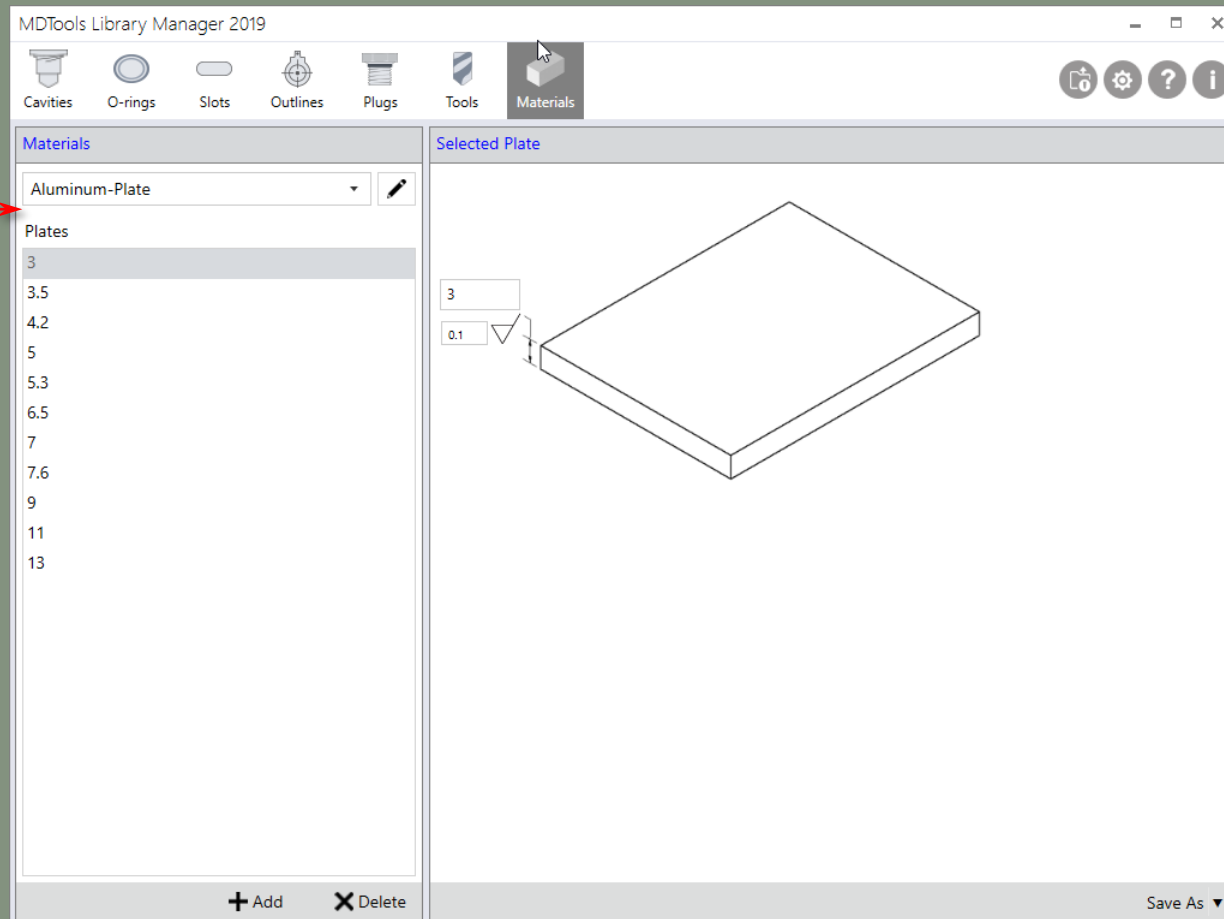 MDTools Library Manager 2019
Cavities O-rings Slots Outlines Plugs Tools Materials
Materials
Selected Plate
Aluminum-Plate
Plates
3
3.5
4.2
5
5.3
6.5
7
7.6
9
11
13
3
0.1
Add Delete
Save As